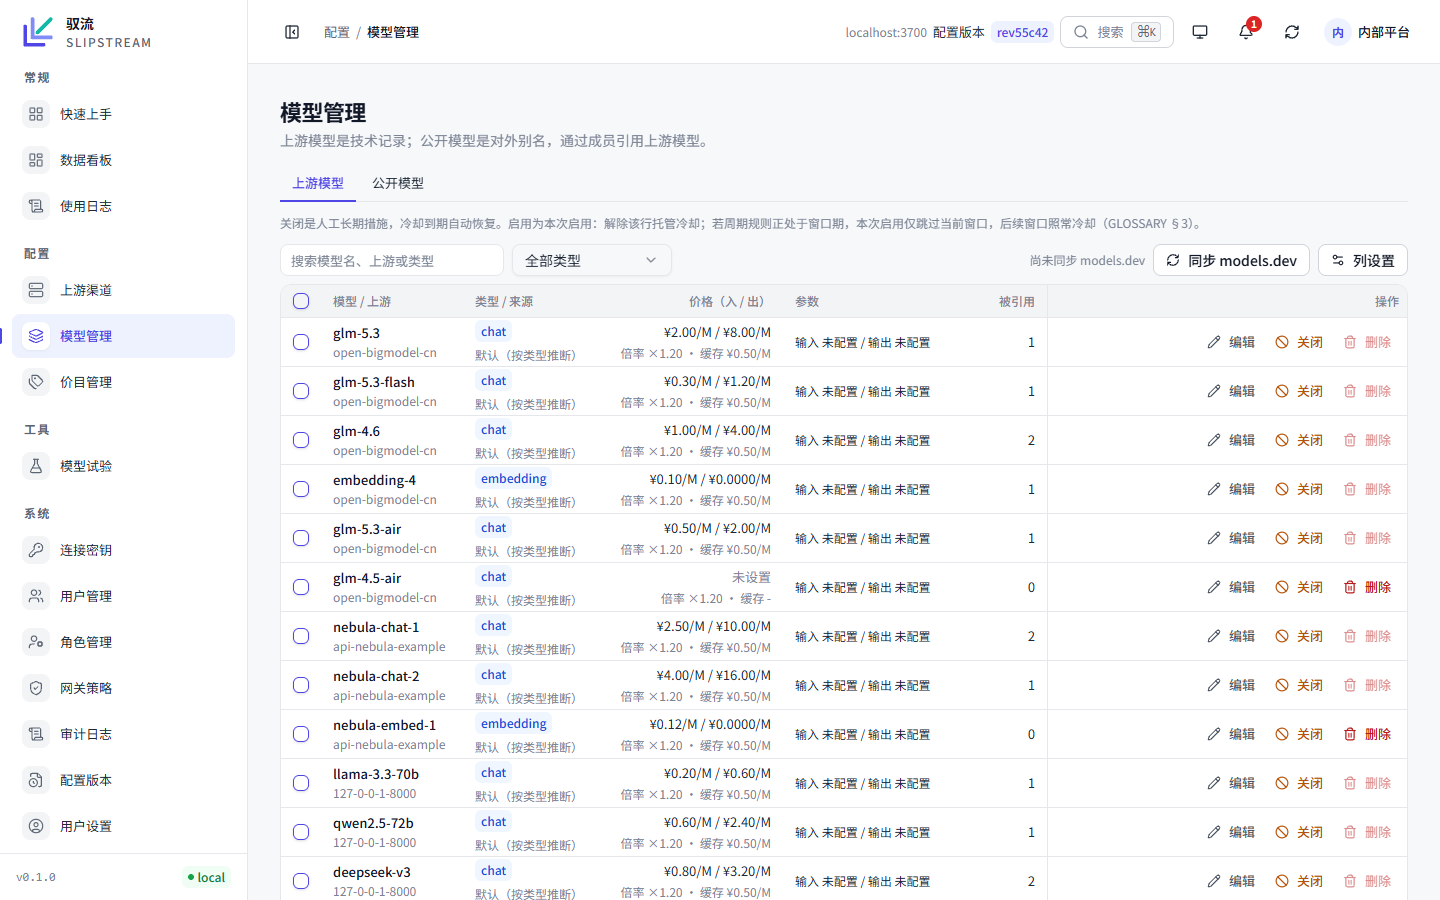 驭流
SLIPSTREAM
常规
快速上手
数据看板
使用日志
配置
上游渠道
模型管理
价目管理
工具
模型试验
系统
连接密钥
用户管理
角色管理
网关策略
审计日志
配置版本
用户设置
v0.1.0
local
配置 / 模型管理
localhost:3700 配置版本 rev55c42
搜索 ⌘K
1
内 内部平台
模型管理
上游模型是技术记录；公开模型是对外别名，通过成员引用上游模型。
上游模型 公开模型
关闭是人工长期措施，冷却到期自动恢复。启用为本次启用：解除该行托管冷却；若周期规则正处于窗口期，本次启用仅跳过当前窗口，后续窗口照常冷却（GLOSSARY §3）。
搜索模型名、上游或类型 全部类型 尚未同步 models.dev 同步 models.dev 列设置
模型 / 上游 类型 / 来源 价格（入 / 出） 参数 被引用 操作
glm-5.3 chat ¥2.00/M / ¥8.00/M 输入 未配置 / 输出 未配置 1 编辑 关闭 删除
open-bigmodel-cn 默认（按类型推断） 倍率 ×1.20 · 缓存 ¥0.50/M
glm-5.3-flash chat ¥0.30/M / ¥1.20/M 输入 未配置 / 输出 未配置 1 编辑 关闭 删除
open-bigmodel-cn 默认（按类型推断） 倍率 ×1.20 · 缓存 ¥0.50/M
glm-4.6 chat ¥1.00/M / ¥4.00/M 输入 未配置 / 输出 未配置 2 编辑 关闭 删除
open-bigmodel-cn 默认（按类型推断） 倍率 ×1.20 · 缓存 ¥0.50/M
embedding-4 embedding ¥0.10/M / ¥0.0000/M 输入 未配置 / 输出 未配置 1 编辑 关闭 删除
open-bigmodel-cn 默认（按类型推断） 倍率 ×1.20 · 缓存 ¥0.50/M
glm-5.3-air chat ¥0.50/M / ¥2.00/M 输入 未配置 / 输出 未配置 1 编辑 关闭 删除
open-bigmodel-cn 默认（按类型推断） 倍率 ×1.20 · 缓存 ¥0.50/M
glm-4.5-air chat 未设置 输入 未配置 / 输出 未配置 0 编辑 关闭 删除
open-bigmodel-cn 默认（按类型推断） 倍率 ×1.20 · 缓存 -
nebula-chat-1 chat ¥2.50/M / ¥10.00/M 输入 未配置 / 输出 未配置 2 编辑 关闭 删除
api-nebula-example 默认（按类型推断） 倍率 ×1.20 · 缓存 ¥0.50/M
nebula-chat-2 chat ¥4.00/M / ¥16.00/M 输入 未配置 / 输出 未配置 1 编辑 关闭 删除
api-nebula-example 默认（按类型推断） 倍率 ×1.20 · 缓存 ¥0.50/M
nebula-embed-1 embedding ¥0.12/M / ¥0.0000/M 输入 未配置 / 输出 未配置 0 编辑 关闭 删除
api-nebula-example 默认（按类型推断） 倍率 ×1.20 · 缓存 ¥0.50/M
llama-3.3-70b chat ¥0.20/M / ¥0.60/M 输入 未配置 / 输出 未配置 1 编辑 关闭 删除
127-0-0-1-8000 默认（按类型推断） 倍率 ×1.20 · 缓存 ¥0.50/M
qwen2.5-72b chat ¥0.60/M / ¥2.40/M 输入 未配置 / 输出 未配置 1 编辑 关闭 删除
127-0-0-1-8000 默认（按类型推断） 倍率 ×1.20 · 缓存 ¥0.50/M
deepseek-v3 chat ¥0.80/M / ¥3.20/M 输入 未配置 / 输出 未配置 2 编辑 关闭 删除
127-0-0-1-8000 默认（按类型推断） 倍率 ×1.20 · 缓存 ¥0.50/M